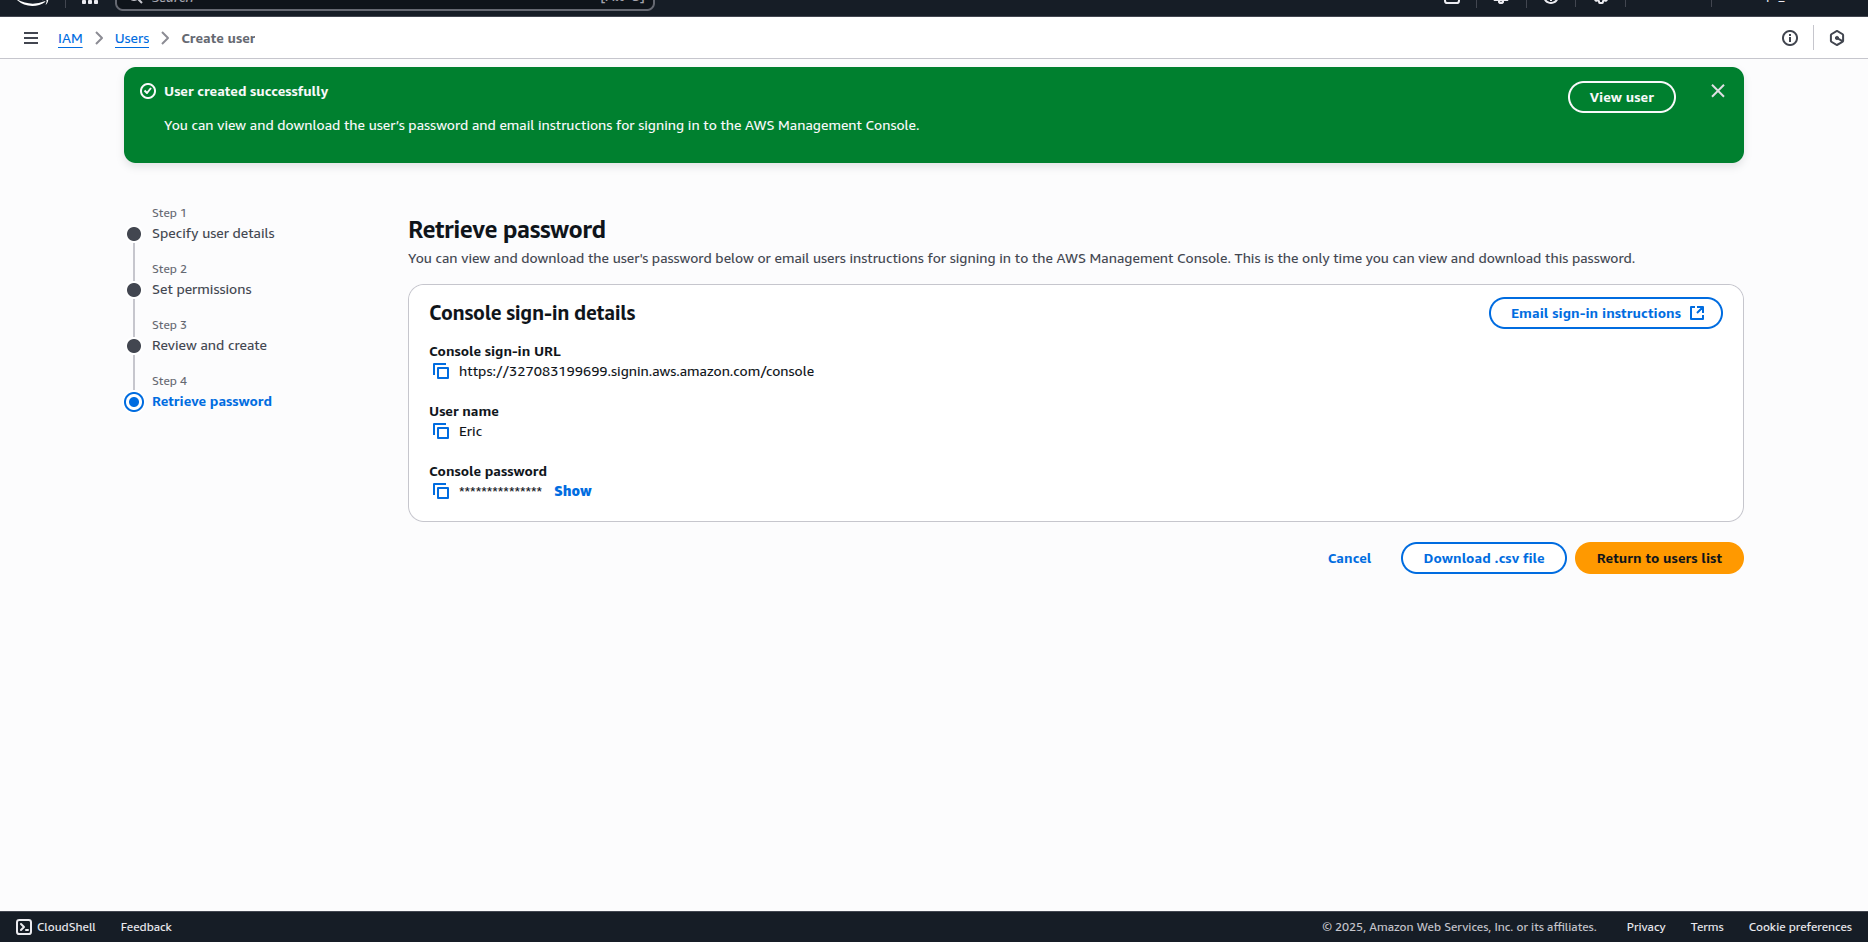 IAM > Users > Create user
User created successfully
View user
You can view and download the user's password and email instructions for signing in to the AWS Management Console.
Step 1
Specify user details
Step 2
Set permissions
Step 3
Review and create
Step 4
Retrieve password
Retrieve password
You can view and download the user's password below or email users instructions for signing in to the AWS Management Console. This is the only time you can view and download this password.
Console sign-in details
Email sign-in instructions
Console sign-in URL
https://327083199699.signin.aws.amazon.com/console
User name
Eric
Console password
*************** Show
Cancel Download .csv file Return to users list
CloudShell Feedback © 2025, Amazon Web Services, Inc. or its affiliates. Privacy Terms Cookie preferences